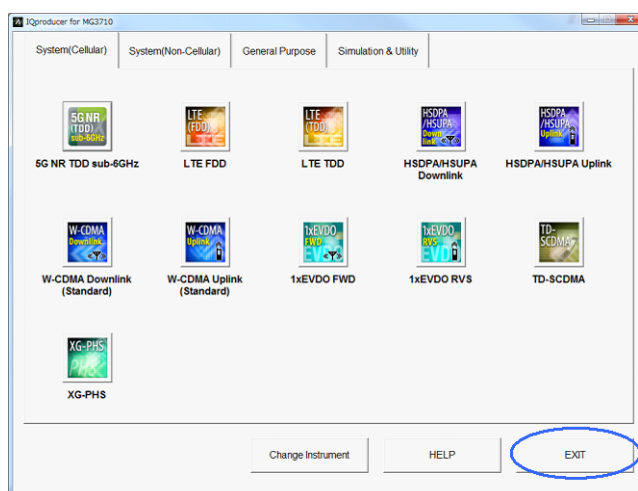 IQproducer for MG3710
System(Cellular) System(Non-Cellular) General Purpose Simulation & Utility
5G NR (TDD) sub-6GHz
LTE (FDD)
LTE (TDD)
HSDPA /HSUPA Down link
HSDPA /HSUPA Uplink
5G NR TDD sub-6GHz
LTE FDD
LTE TDD
HSDPA/HSUPA
Downlink
HSDPA/HSUPA Uplink
W-CDMA Downlink
W-CDMA Uplink
1xEVDO FWD EV
1xEVDO RVS EVD
TD-SCDMA
W-CDMA Downlink
(Standard)
W-CDMA Uplink
(Standard)
1xEVDO FWD
1xEVDO RVS
TD-SCDMA
XG-PHS
PHS
XG-PHS
Change Instrument HELP EXIT